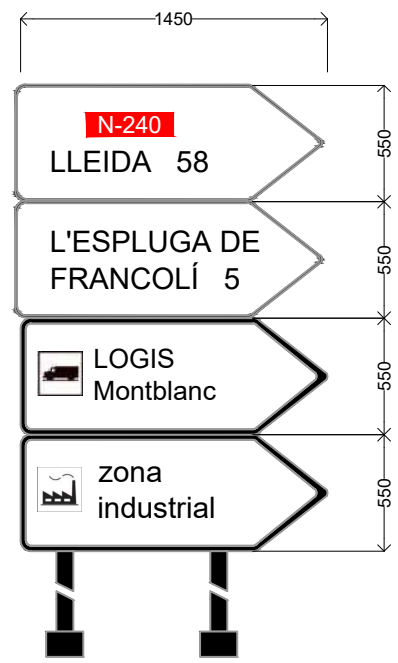 1450
N-240
LLEIDA 58
550
L'ESPLUGA DE
FRANCOLÍ 5
550
LOGIS
Montblanc
550
zona
industrial
550